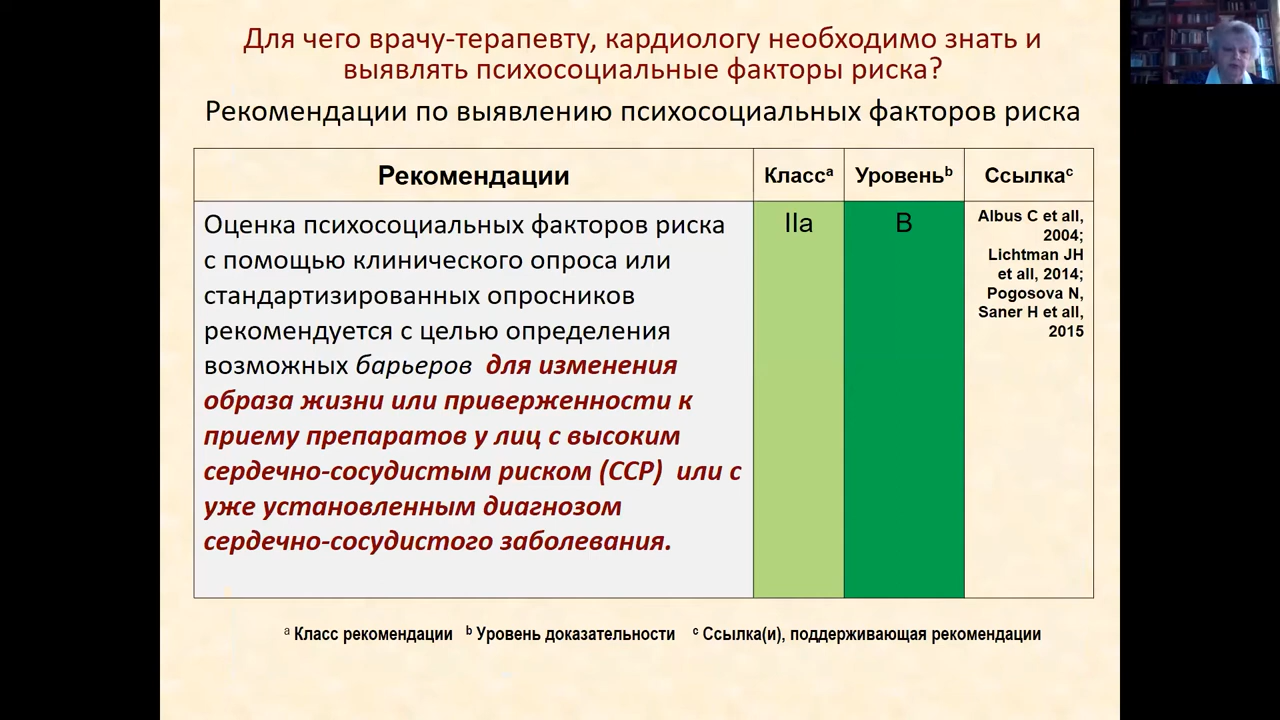 Для чего врачу-терапевту, кардиологу необходимо знать и
выявлять психосоциальные факторы риска?
Рекомендации по выявлению психосоциальных факторов риска
Рекомендации
Классᵃ
Уровеньᵇ
Ссылкаᶜ
Оценка психосоциальных факторов риска
с помощью клинического опроса или
стандартизированных опросников
рекомендуется с целью определения
возможных барьеров для изменения
образа жизни или приверженности к
приему препаратов у лиц с высоким
сердечно-сосудистым риском (ССР) или с
уже установленным диагнозом
сердечно-сосудистого заболевания.
IIa
B
Albus C et all,
2004;
Lichtman JH
et all, 2014;
Pogosova N,
Saner H et all,
2015
ᵃ Класс рекомендации ᵇ Уровень доказательности ᶜ Ссылка(и), поддерживающая рекомендации